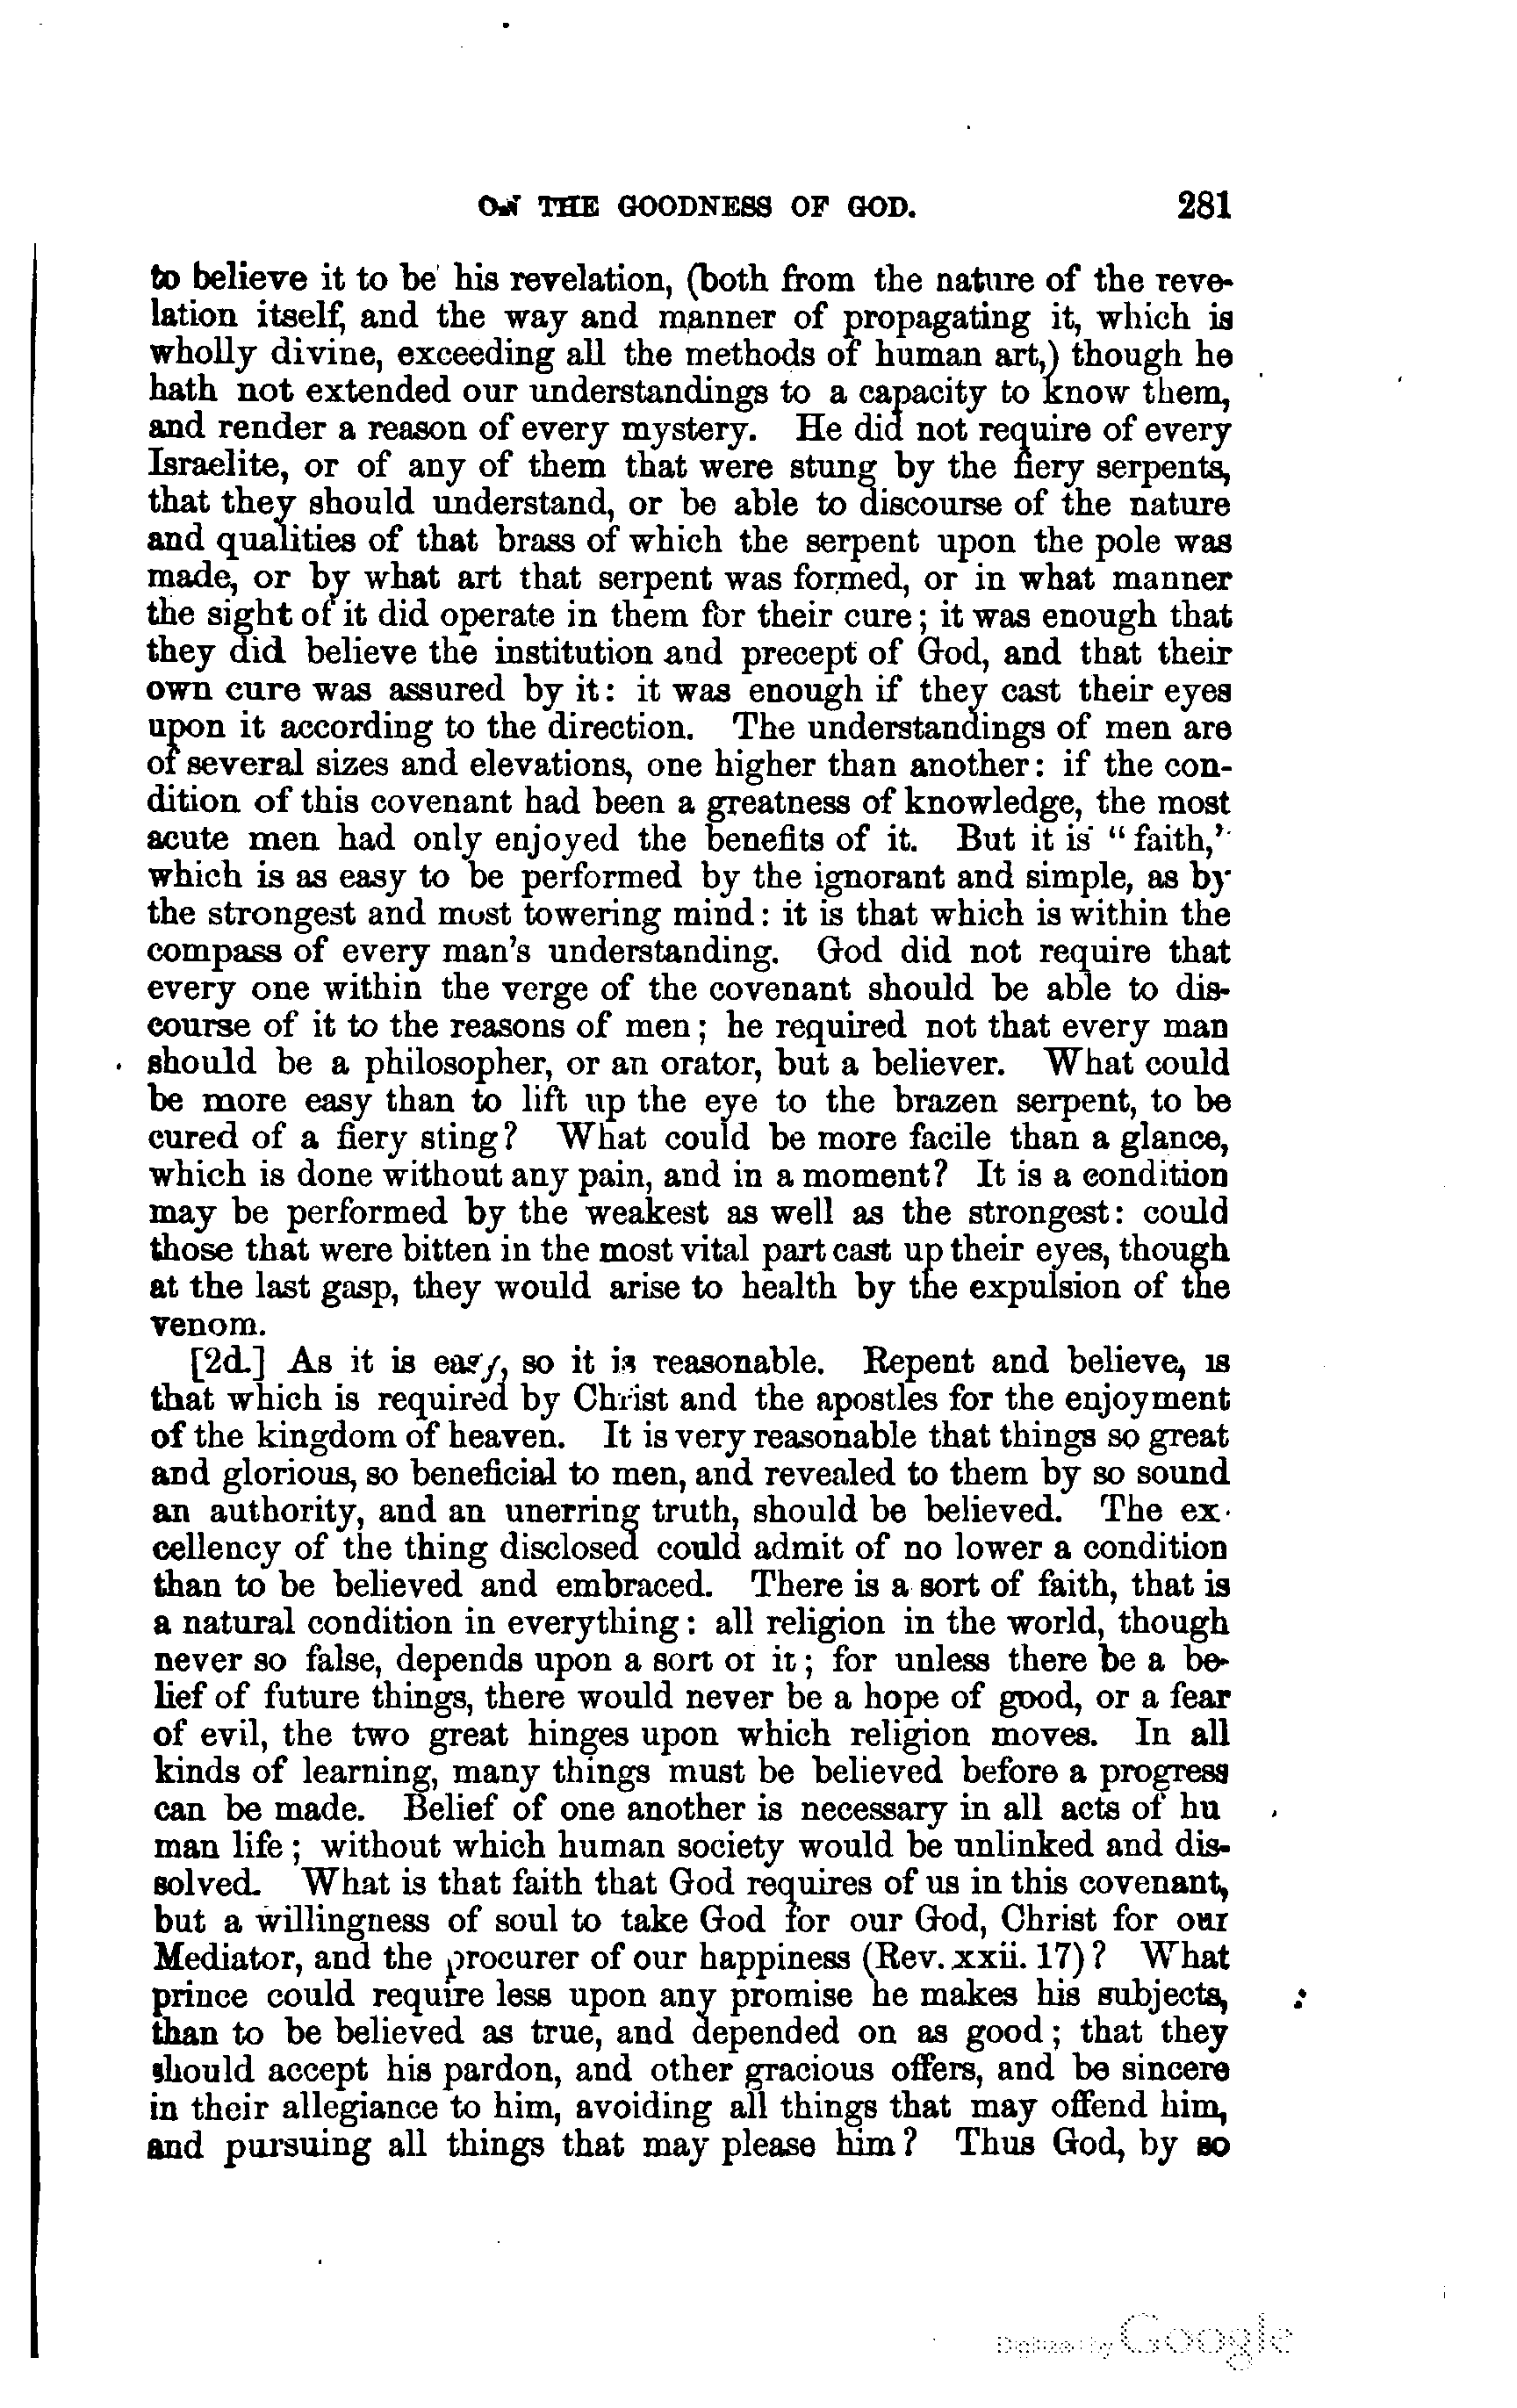 ON THE GOODNESS OF GOD. 281
to believe it to be his revelation, (both from the nature of the reve-
lation itself, and the way and manner of propagating it, which is
wholly divine, exceeding all the methods of human art,) though he
hath not extended our understandings to a capacity to know them,
and render a reason of every mystery. He did not require of every
Israelite, or of any of them that were stung by the fiery serpents,
that they should understand, or be able to discourse of the nature
and qualities of that brass of which the serpent upon the pole was
made, or by what art that serpent was formed, or in what manner
the sight of it did operate in them for their cure; it was enough that
they did believe the institution and precept of God, and that their
own cure was assured by it: it was enough if they cast their eyes
upon it according to the direction. The understandings of men are
of several sizes and elevations, one higher than another: if the con-
dition of this covenant had been a greatness of knowledge, the most
acute men had only enjoyed the benefits of it. But it is "faith,"
which is as easy to be performed by the ignorant and simple, as by
the strongest and most towering mind: it is that which is within the
compass of every man's understanding. God did not require that
every one within the verge of the covenant should be able to dis-
course of it to the reasons of men; he required not that every man
should be a philosopher, or an orator, but a believer. What could
be more easy than to lift up the eye to the brazen serpent, to be
cured of a fiery sting? What could be more facile than a glance,
which is done without any pain, and in a moment? It is a condition
may be performed by the weakest as well as the strongest: could
those that were bitten in the most vital part cast up their eyes, though
at the last gasp, they would arise to health by the expulsion of the
venom.
[2d.] As it is easy, so it is reasonable. Repent and believe, is
that which is required by Christ and the apostles for the enjoyment
of the kingdom of heaven. It is very reasonable that things so great
and glorious, so beneficial to men, and revealed to them by so sound
an authority, and an unerring truth, should be believed. The ex-
cellency of the thing disclosed could admit of no lower a condition
than to be believed and embraced. There is a sort of faith, that is
a natural condition in everything: all religion in the world, though
never so false, depends upon a sort of it; for unless there be a be-
lief of future things, there would never be a hope of good, or a fear
of evil, the two great hinges upon which religion moves. In all
kinds of learning, many things must be believed before a progress
can be made. Belief of one another is necessary in all acts of hu
man life; without which human society would be unlinked and dis-
solved. What is that faith that God requires of us in this covenant,
but a willingness of soul to take God for our God, Christ for our
Mediator, and the procurer of our happiness (Rev. xxii. 17)? What
prince could require less upon any promise he makes his subjects,
than to be believed as true, and depended on as good; that they
should accept his pardon, and other gracious offers, and be sincere
in their allegiance to him, avoiding all things that may offend him,
and pursuing all things that may please him? Thus God, by so
Digitized by Google